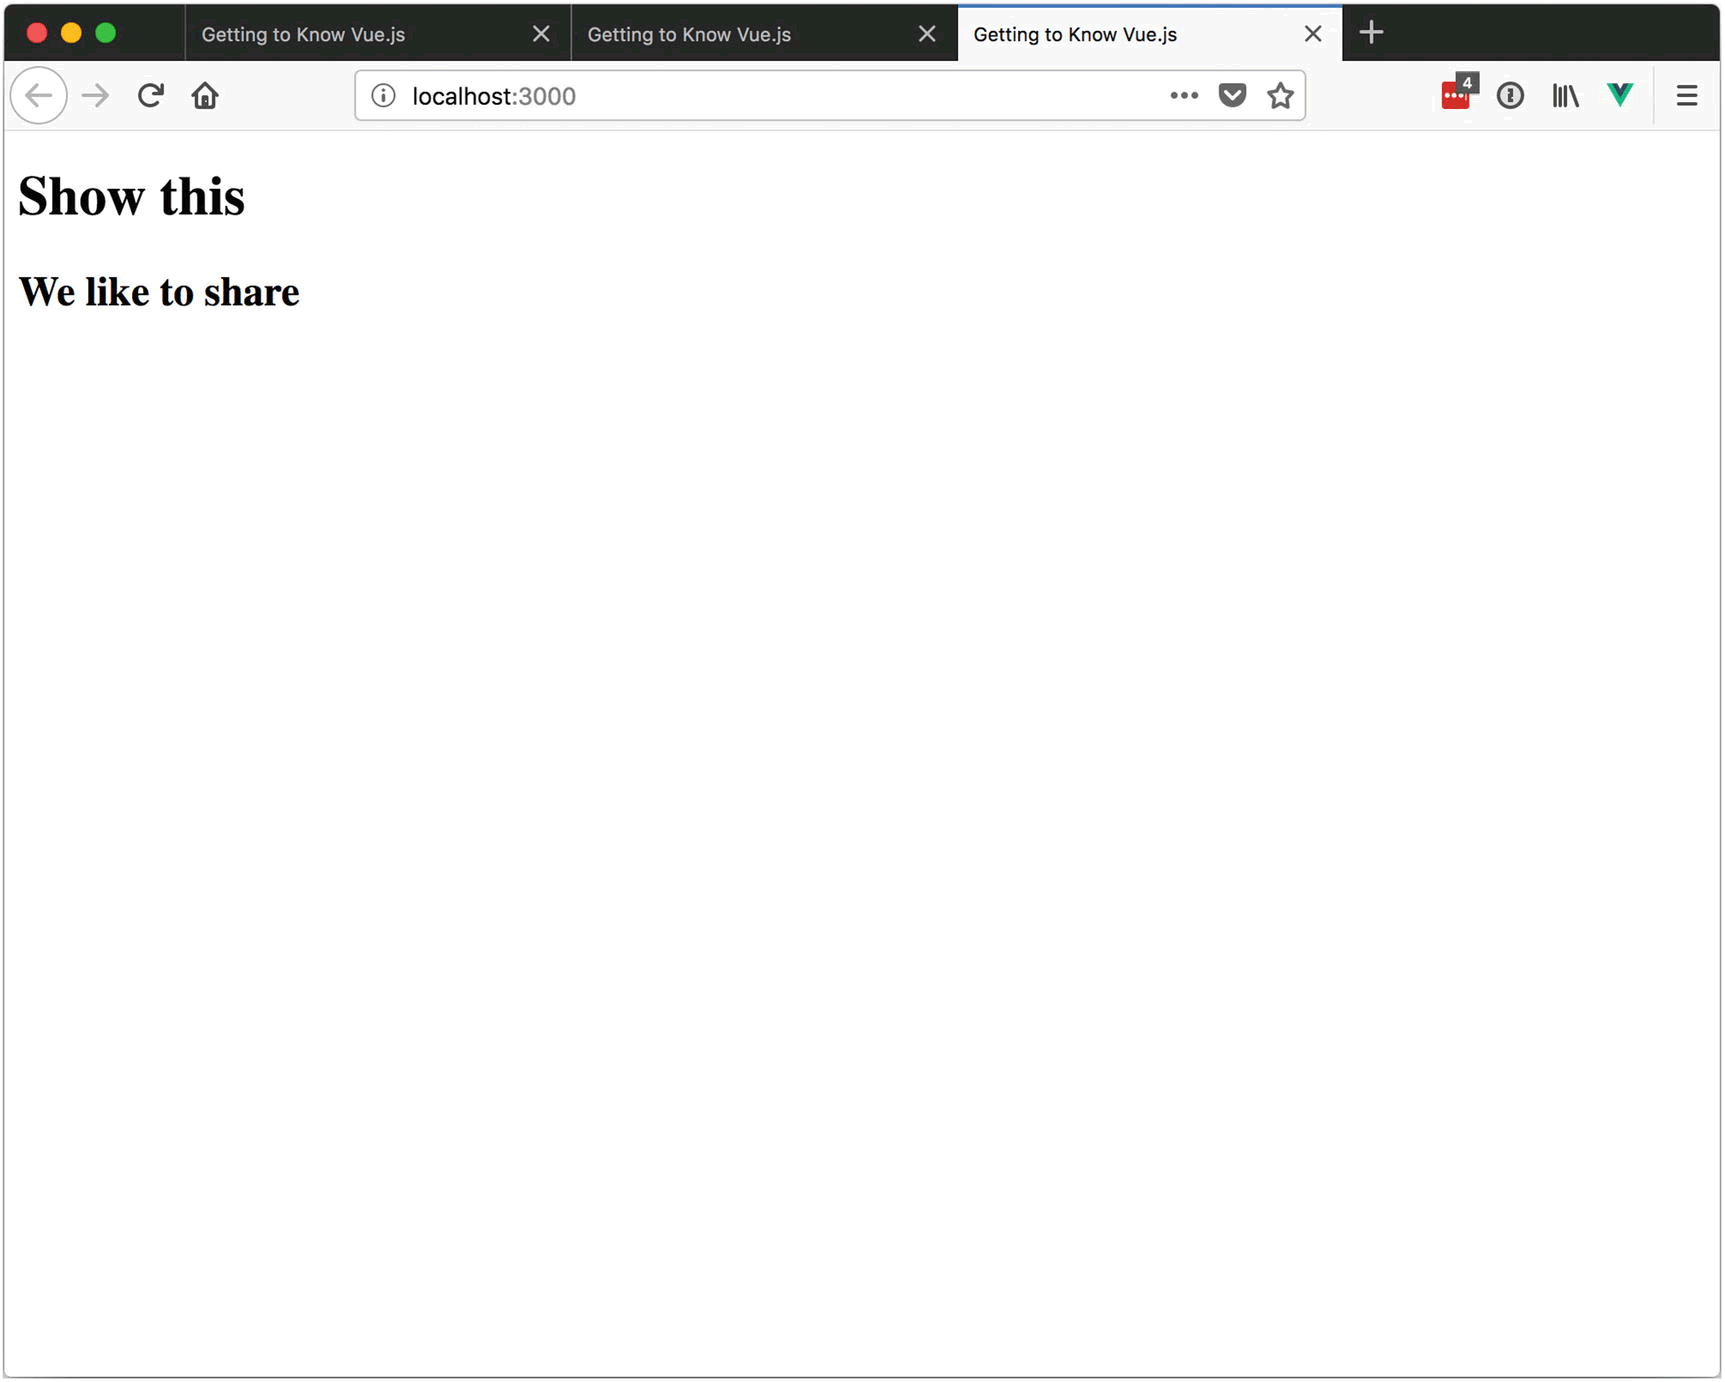 Getting to Know Vue.js
Getting to Know Vue.js
Getting to Know Vue.js
localhost:3000
4
Show this
We like to share